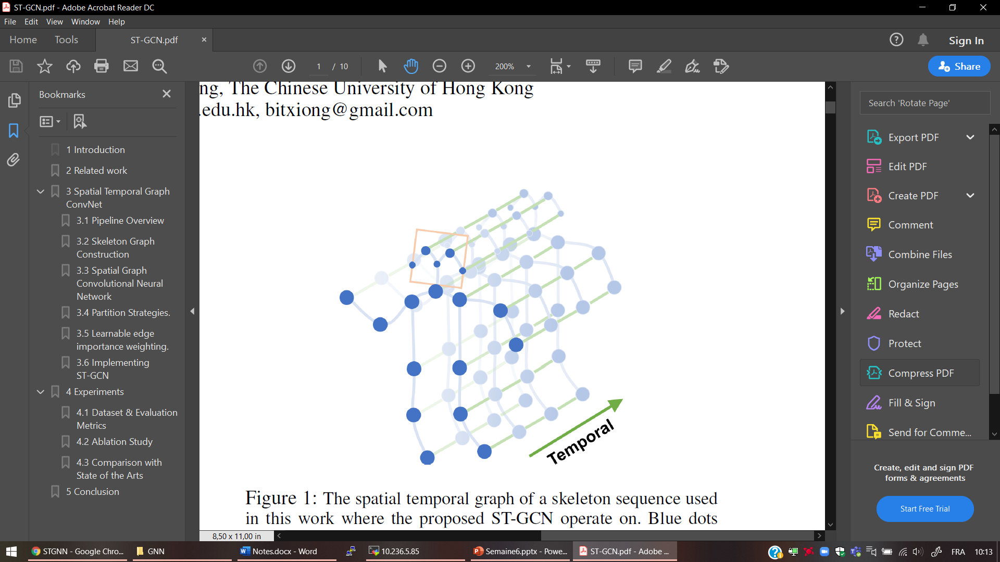 ST-GCN.pdf - Adobe Acrobat Reader DC
File Edit View Window Help
Home Tools ST-GCN.pdf
Sign In
1 / 10
200%
Share
Bookmarks
1 Introduction
2 Related work
3 Spatial Temporal Graph
ConvNet
3.1 Pipeline Overview
3.2 Skeleton Graph
Construction
3.3 Spatial Graph
Convolutional Neural
Network
3.4 Partition Strategies.
3.5 Learnable edge
importance weighting.
3.6 Implementing
ST-GCN
4 Experiments
4.1 Dataset & Evaluation
Metrics
4.2 Ablation Study
4.3 Comparison with
State of the Arts
5 Conclusion
ng, The Chinese University of Hong Kong
.edu.hk, bitxiong@gmail.com
Temporal
Figure 1: The spatial temporal graph of a skeleton sequence used
in this work where the proposed ST-GCN operate on. Blue dots
8,50 x 11,00 in
Search 'Rotate Page'
Export PDF
Edit PDF
Create PDF
Comment
Combine Files
Organize Pages
Redact
Protect
Compress PDF
Fill & Sign
Send for Comme...
Create, edit and sign PDF
forms & agreements
Start Free Trial
STGNN - Google Chro...
GNN
Notes.docx - Word
10.236.5.85
Semaine6.pptx - Powe...
ST-GCN.pdf - Adobe ...
FRA
10:13